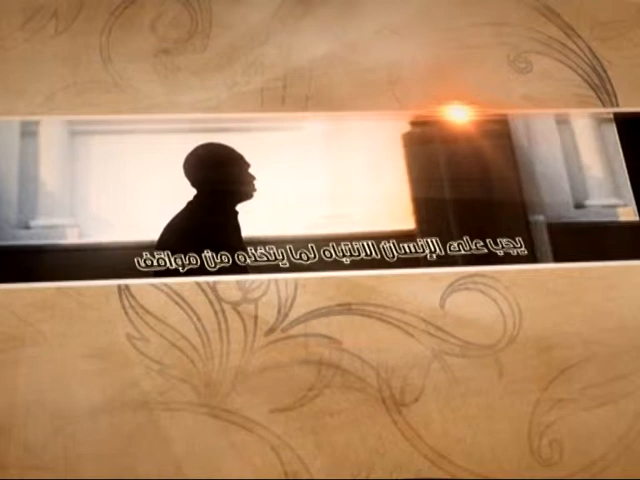 يجب على الإنسان الانتباه لما يتخذه من مواقف